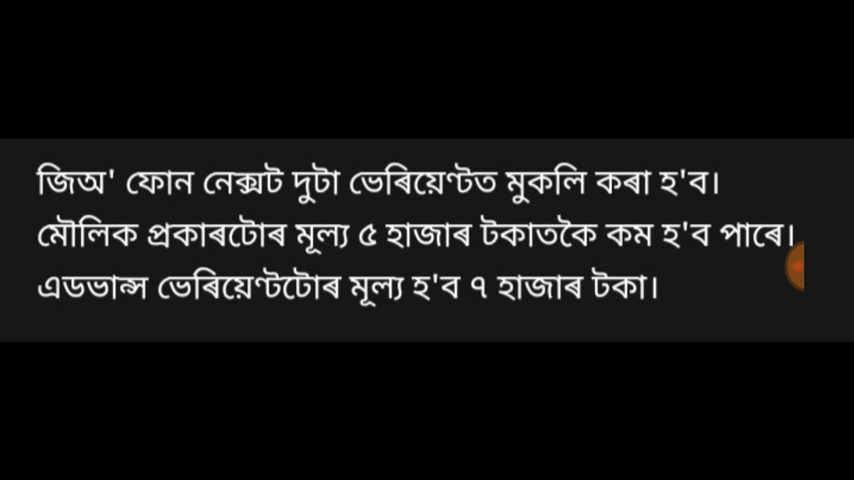 জিঅ' ফোন নেক্সট দুটা ভেৰিয়েণ্টত মুকলি কৰা হ'ব।
মৌলিক প্ৰকাৰটোৰ মূল্য ৫ হাজাৰ টকাতকৈ কম হ'ব পাৰে।
এডভান্স ভেৰিয়েণ্টটোৰ মূল্য হ'ব ৭ হাজাৰ টকা।